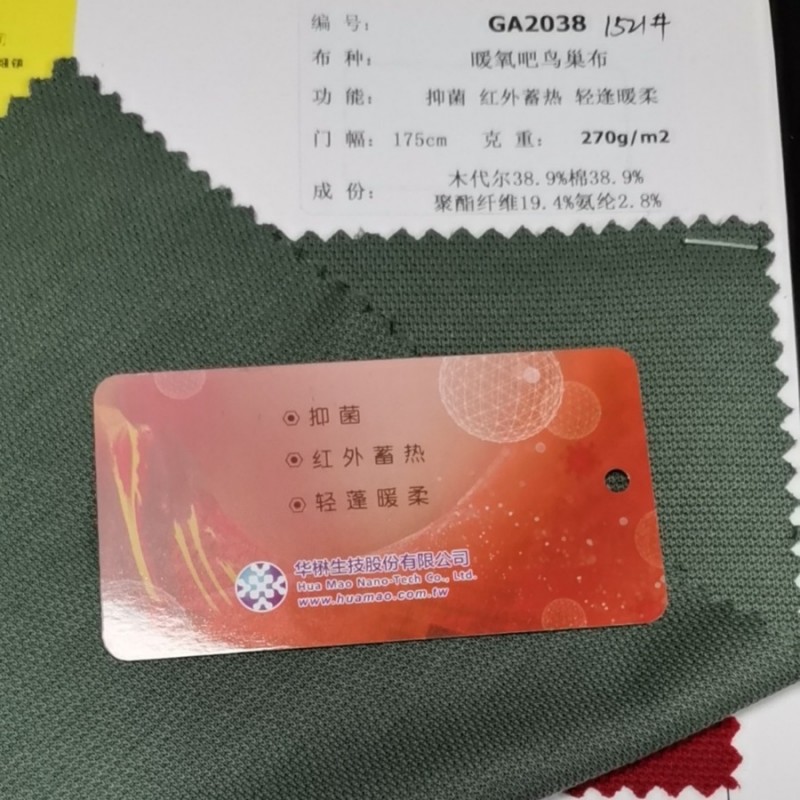 编 号： GA2038 1521#
布 种： 暖氧吧鸟巢布
功 能： 抑菌 红外蓄热 轻逢暖柔
门 幅： 175cm 克 重： 270g/m2
成 份： 木代尔38.9%棉38.9%
聚酯纤维19.4%氨纶2.8%
抑菌
红外蓄热
轻蓬暖柔
华楙生技股份有限公司
Hua Mao Nano-Tech Co., Ltd.
www.huamao.com.tw